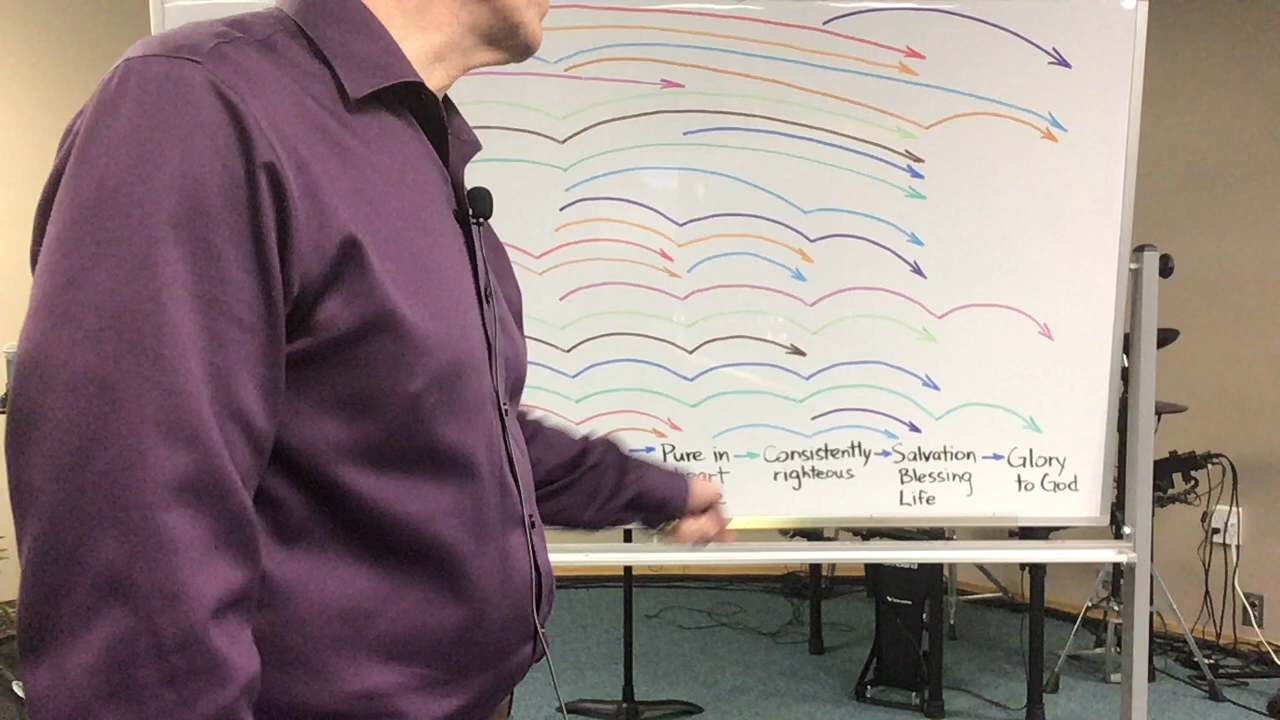 → Pure in → Consistently → Salvation → Glory
righteous Blessing to God
Life